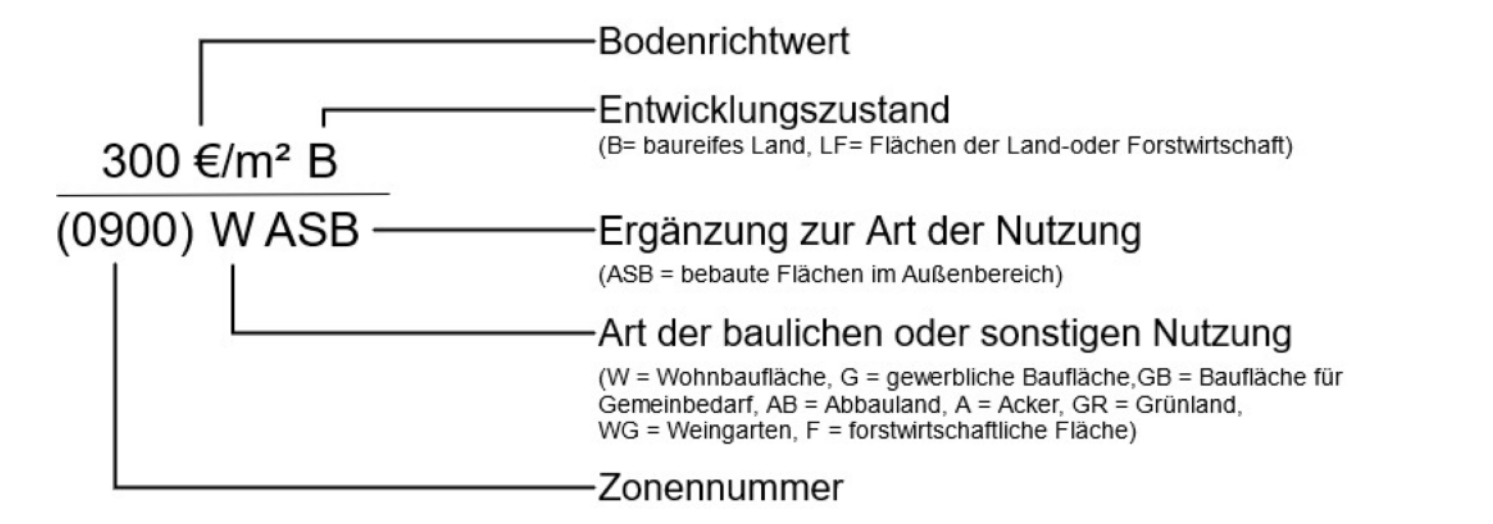 Bodenrichtwert
Entwicklungszustand
(B= baureifes Land, LF= Flächen der Land-oder Forstwirtschaft)
300 €/m² B
(0900) W ASB
Ergänzung zur Art der Nutzung
(ASB = bebaute Flächen im Außenbereich)
Art der baulichen oder sonstigen Nutzung
(W = Wohnbaufläche, G = gewerbliche Baufläche,GB = Baufläche für
Gemeinbedarf, AB = Abbauland, A = Acker, GR = Grünland,
WG = Weingarten, F = forstwirtschaftliche Fläche)
Zonennummer